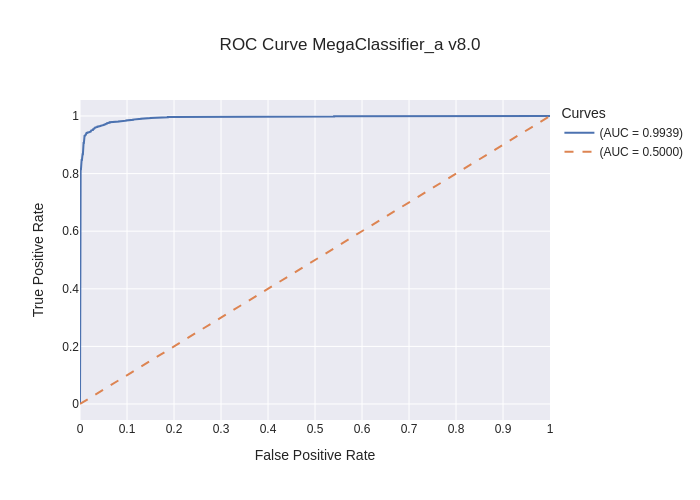 ROC Curve MegaClassifier_a v8.0
Curves
(AUC = 0.9939)
(AUC = 0.5000)
True Positive Rate
1
0.8
0.6
0.4
0.2
0
0 0.1 0.2 0.3 0.4 0.5 0.6 0.7 0.8 0.9 1
False Positive Rate